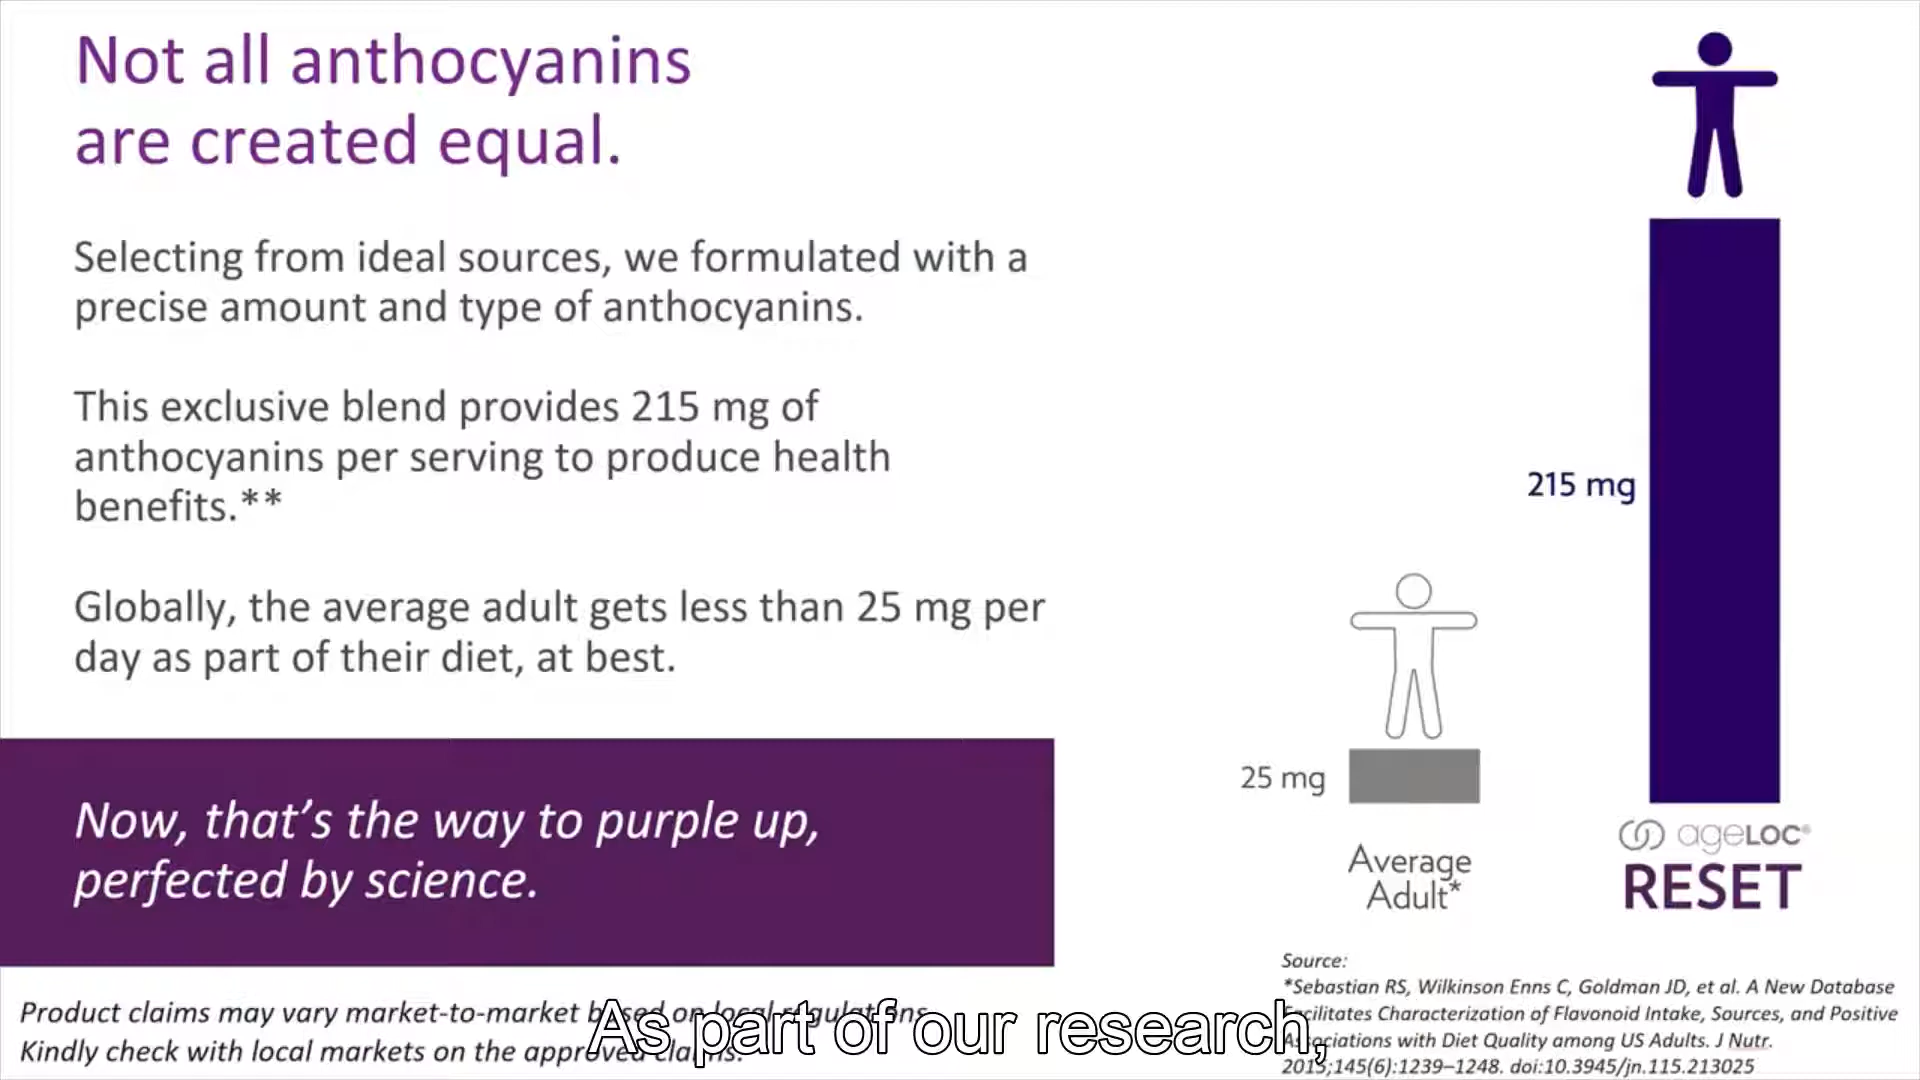 Not all anthocyanins
are created equal.
Selecting from ideal sources, we formulated with a
precise amount and type of anthocyanins.
This exclusive blend provides 215 mg of
anthocyanins per serving to produce health
benefits.**
Globally, the average adult gets less than 25 mg per
day as part of their diet, at best.
Now, that's the way to purple up,
perfected by science.
215 mg
25 mg
Average
Adult*
ageLOC®
RESET
Source:
*Sebastian RS, Wilkinson Enns C, Goldman JD, et al. A New Database
Facilitates Characterization of Flavonoid Intake, Sources, and Positive
Associations with Diet Quality among US Adults. J Nutr.
2015;145(6):1239–1248. doi:10.3945/jn.115.213025
Product claims may vary market-to-market based on local regulations.
Kindly check with local markets on the approved claims.
As part of our research,